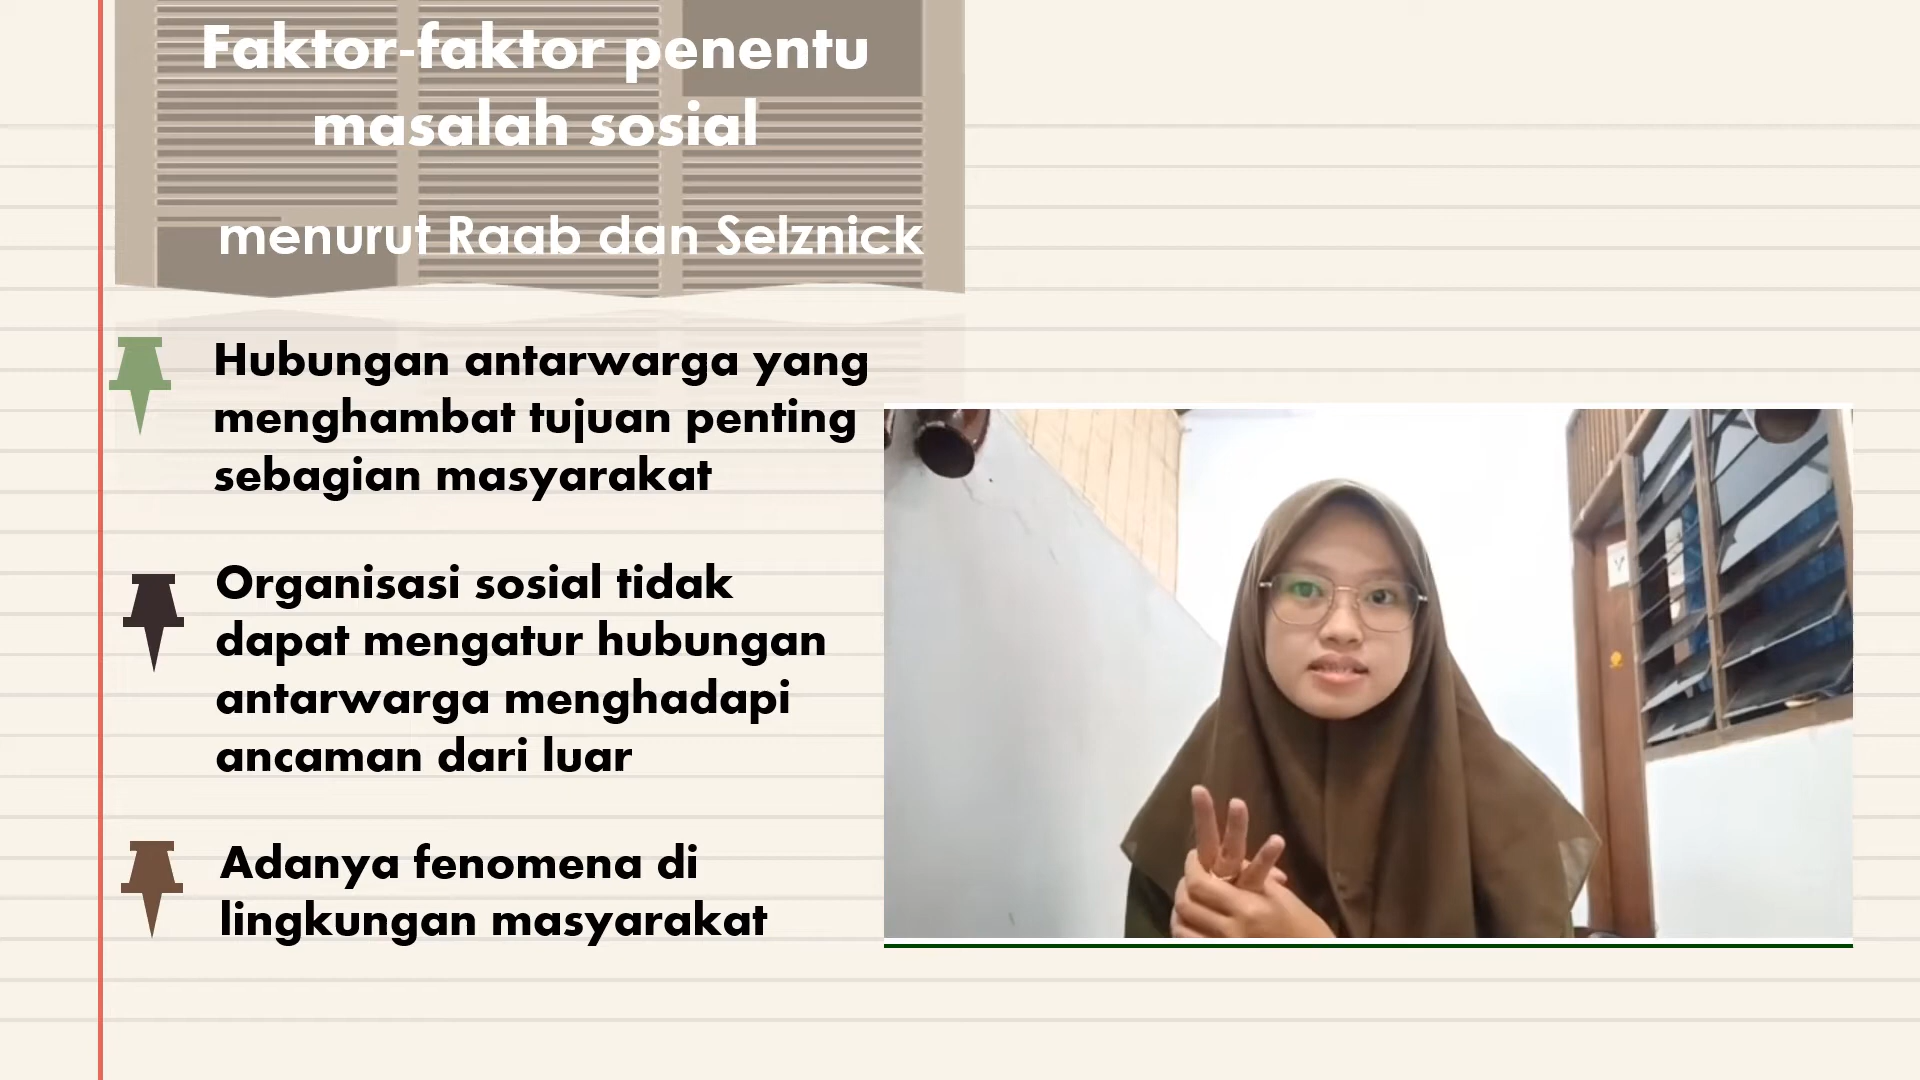 Faktor-faktor penentu
masalah sosial
menurut Raab dan Selznick
Hubungan antarwarga yang
menghambat tujuan penting
sebagian masyarakat
Organisasi sosial tidak
dapat mengatur hubungan
antarwarga menghadapi
ancaman dari luar
Adanya fenomena di
lingkungan masyarakat